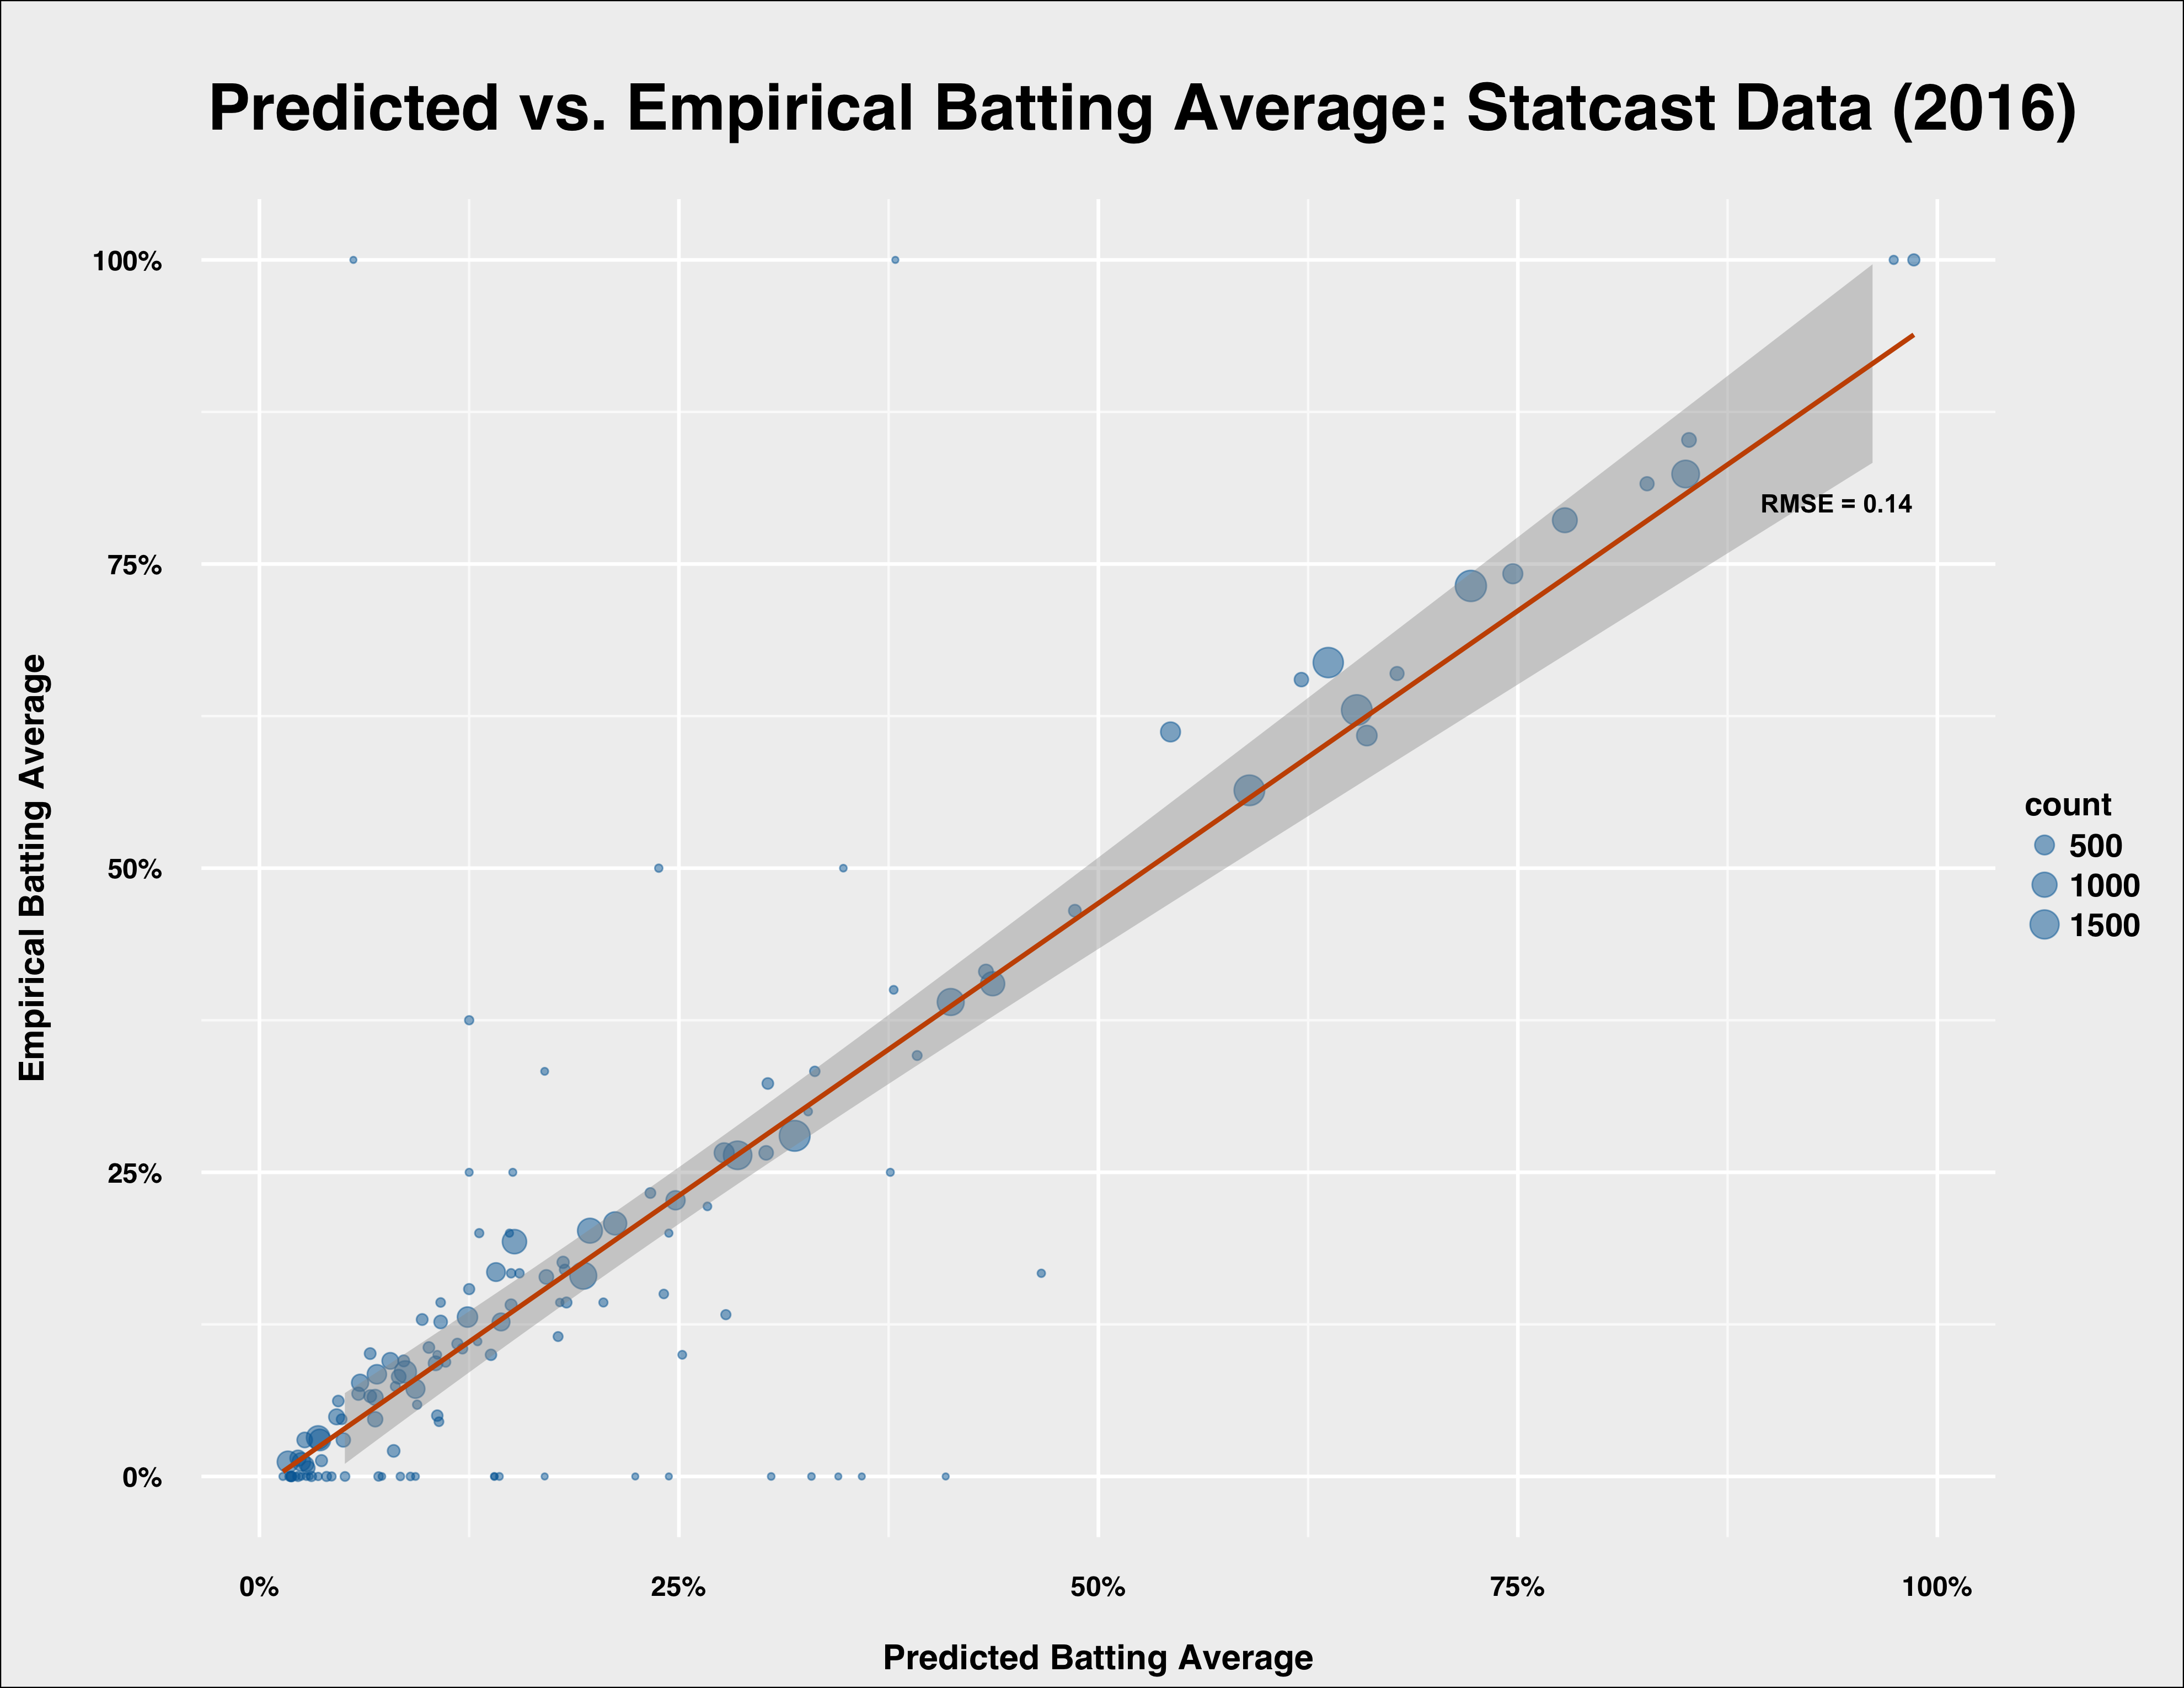 Predicted vs. Empirical Batting Average: Statcast Data (2016)
Empirical Batting Average
100%
75%
50%
25%
0%
RMSE = 0.14
count
500
1000
1500
0%
25%
50%
75%
100%
Predicted Batting Average